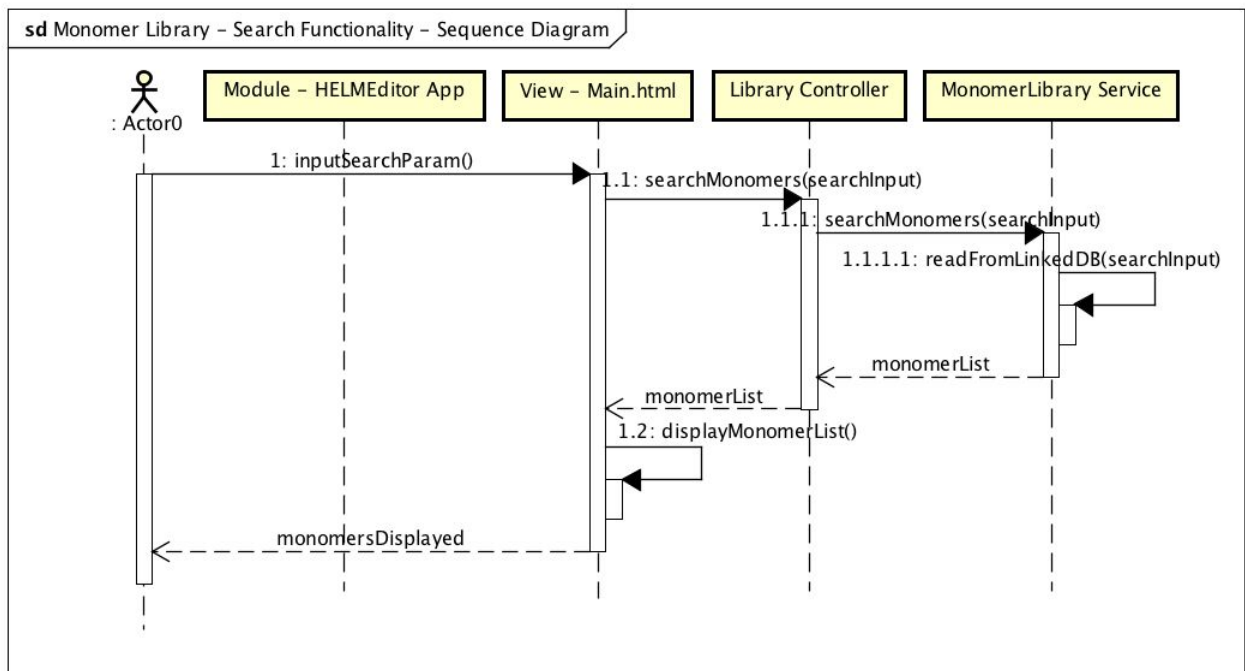 sd Monomer Library – Search Functionality – Sequence Diagram
: Actor0
Module – HELMEditor App
View – Main.html
Library Controller
MonomerLibrary Service
1: inputSearchParam()
1.1: searchMonomers(searchInput)
1.1.1: searchMonomers(searchInput)
1.1.1.1: readFromLinkedDB(searchInput)
monomerList
monomerList
1.2: displayMonomerList()
monomersDisplayed